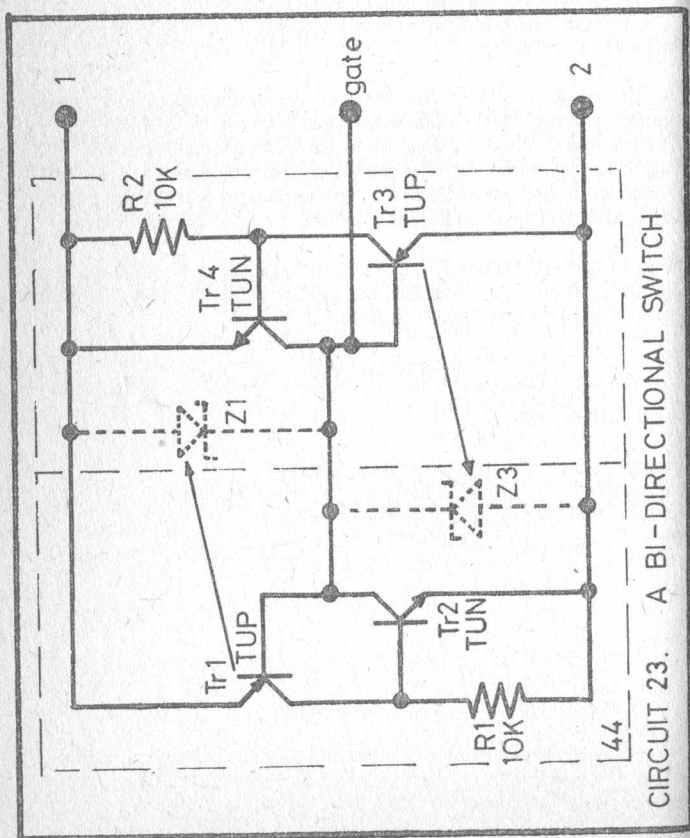 1
R2
10K
Tr4
TUN
gate
Z1
Tr3
TUP
Tr1
TUP
Z3
Tr2
TUN
R1
10K
2
44
CIRCUIT 23. A BI-DIRECTIONAL SWITCH